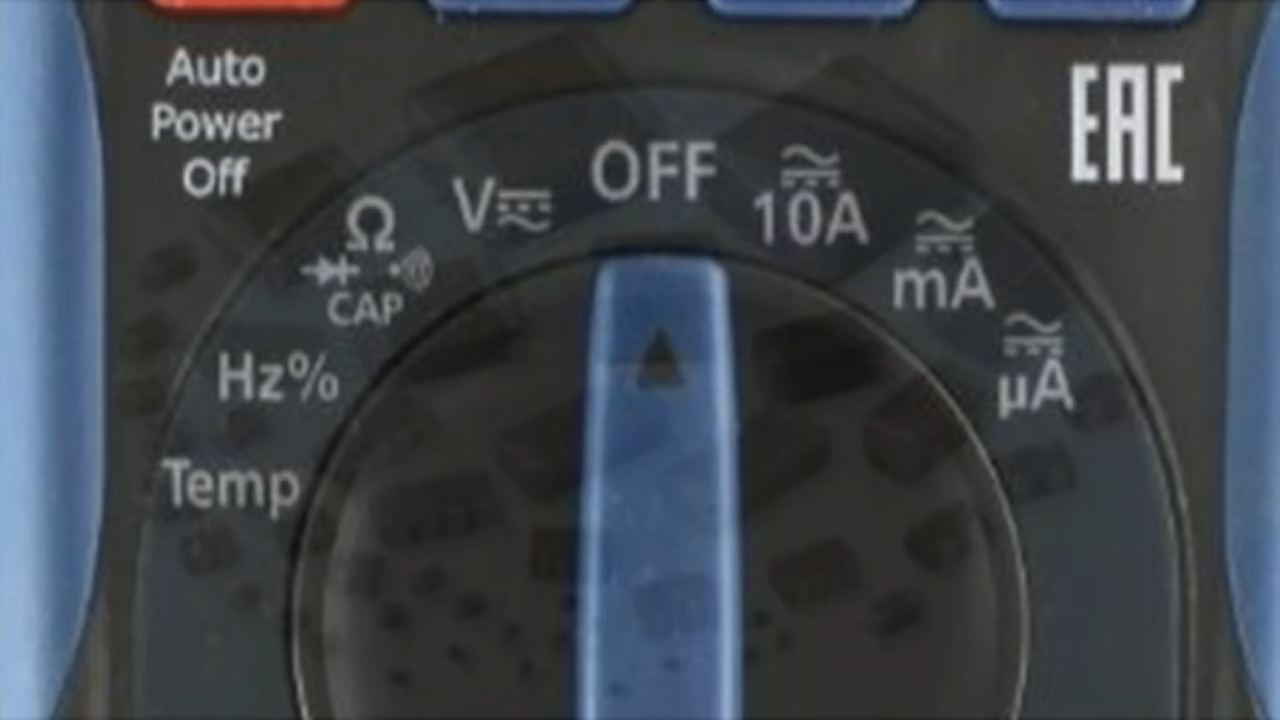 Auto
Power
Off
EAC
OFF
V
10A
Ω
mA
CAP
Hz%
µA
Temp